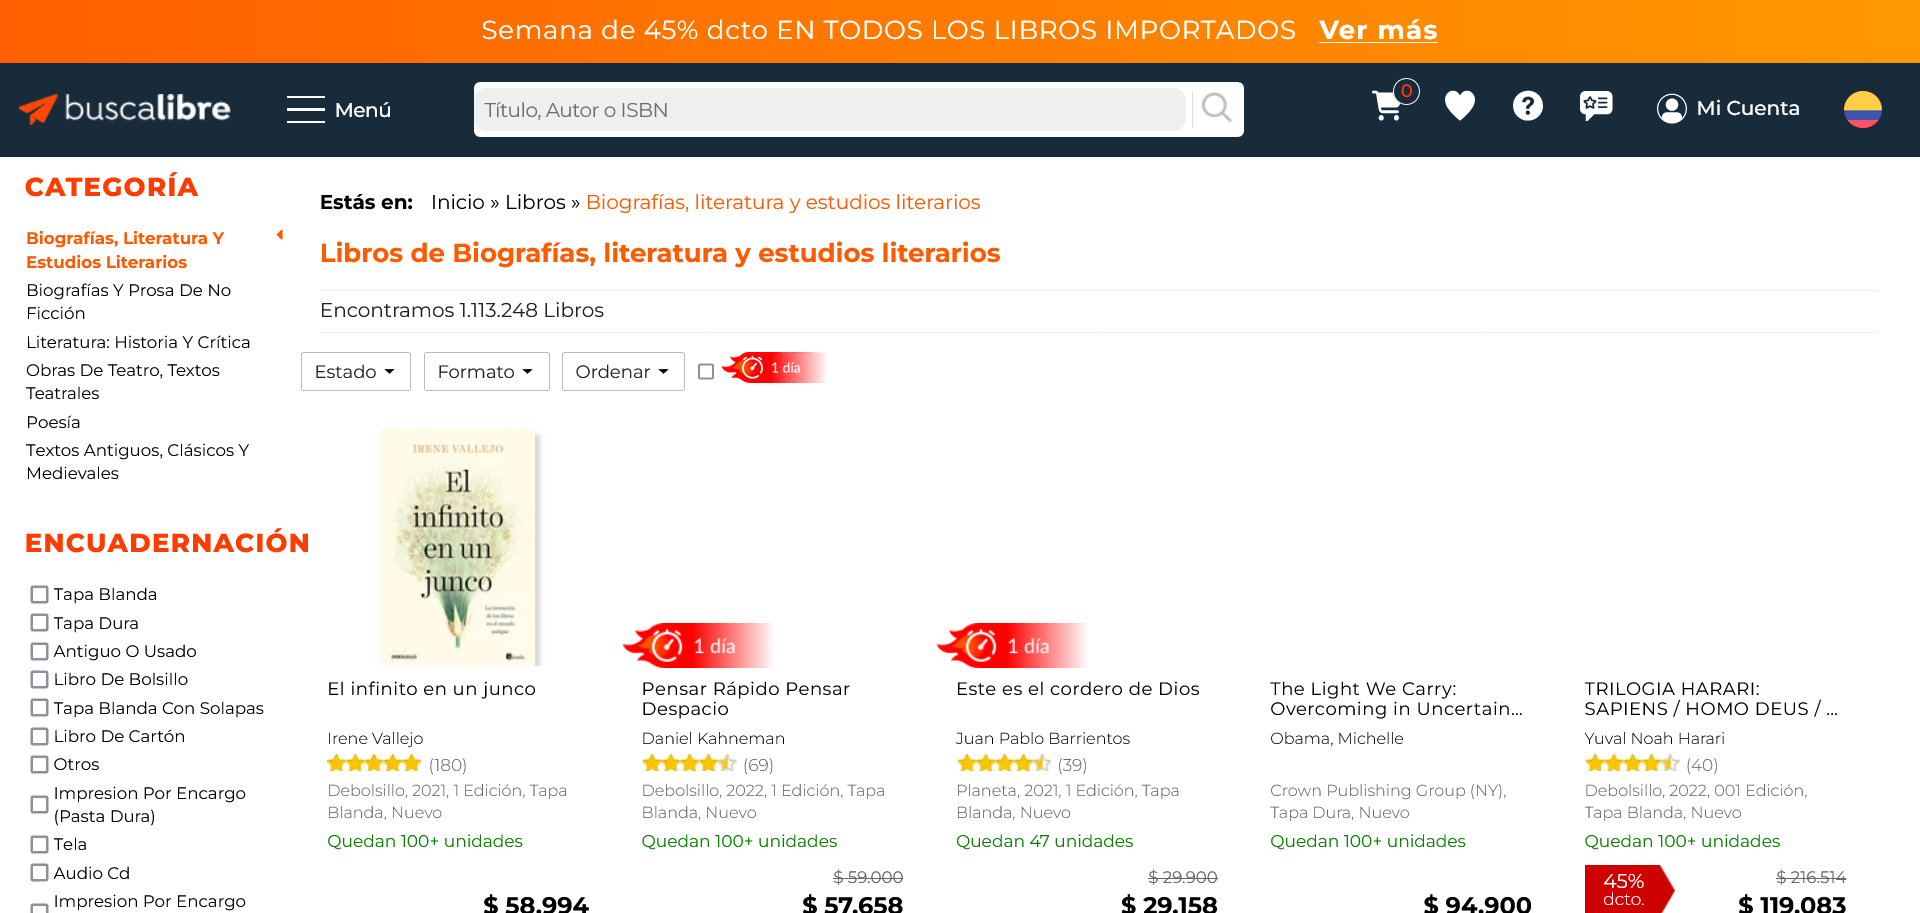 Semana de 45% dcto EN TODOS LOS LIBROS IMPORTADOS Ver más
buscalibre
Menú
Título, Autor o ISBN
0
Mi Cuenta
CATEGORÍA
Biografías, Literatura Y
Estudios Literarios
Biografías Y Prosa De No
Ficción
Literatura: Historia Y Crítica
Obras De Teatro, Textos
Teatrales
Poesía
Textos Antiguos, Clásicos Y
Medievales
ENCUADERNACIÓN
Tapa Blanda
Tapa Dura
Antiguo O Usado
Libro De Bolsillo
Tapa Blanda Con Solapas
Libro De Cartón
Otros
Impresion Por Encargo
(Pasta Dura)
Tela
Audio Cd
Impresion Por Encargo
Estás en: Inicio » Libros » Biografías, literatura y estudios literarios
Libros de Biografías, literatura y estudios literarios
Encontramos 1.113.248 Libros
Estado
Formato
Ordenar
1 día
IRENE VALLEJO
El
infinito
en un
junco
La invención
de los libros
en el mundo
antiguo
DEBOLSILLO
El infinito en un junco
Irene Vallejo
(180)
Debolsillo, 2021, 1 Edición, Tapa
Blanda, Nuevo
Quedan 100+ unidades
$ 58.994
1 día
Pensar Rápido Pensar
Despacio
Daniel Kahneman
(69)
Debolsillo, 2022, 1 Edición, Tapa
Blanda, Nuevo
Quedan 100+ unidades
$ 59.000
$ 57.658
1 día
Este es el cordero de Dios
Juan Pablo Barrientos
(39)
Planeta, 2021, 1 Edición, Tapa
Blanda, Nuevo
Quedan 47 unidades
$ 29.900
$ 29.158
The Light We Carry:
Overcoming in Uncertain...
Obama, Michelle
Crown Publishing Group (NY),
Tapa Dura, Nuevo
Quedan 100+ unidades
$ 94.900
TRILOGIA HARARI:
SAPIENS / HOMO DEUS / ...
Yuval Noah Harari
(40)
Debolsillo, 2022, 001 Edición,
Tapa Blanda, Nuevo
Quedan 100+ unidades
45%
dcto.
$ 216.514
$ 119.083